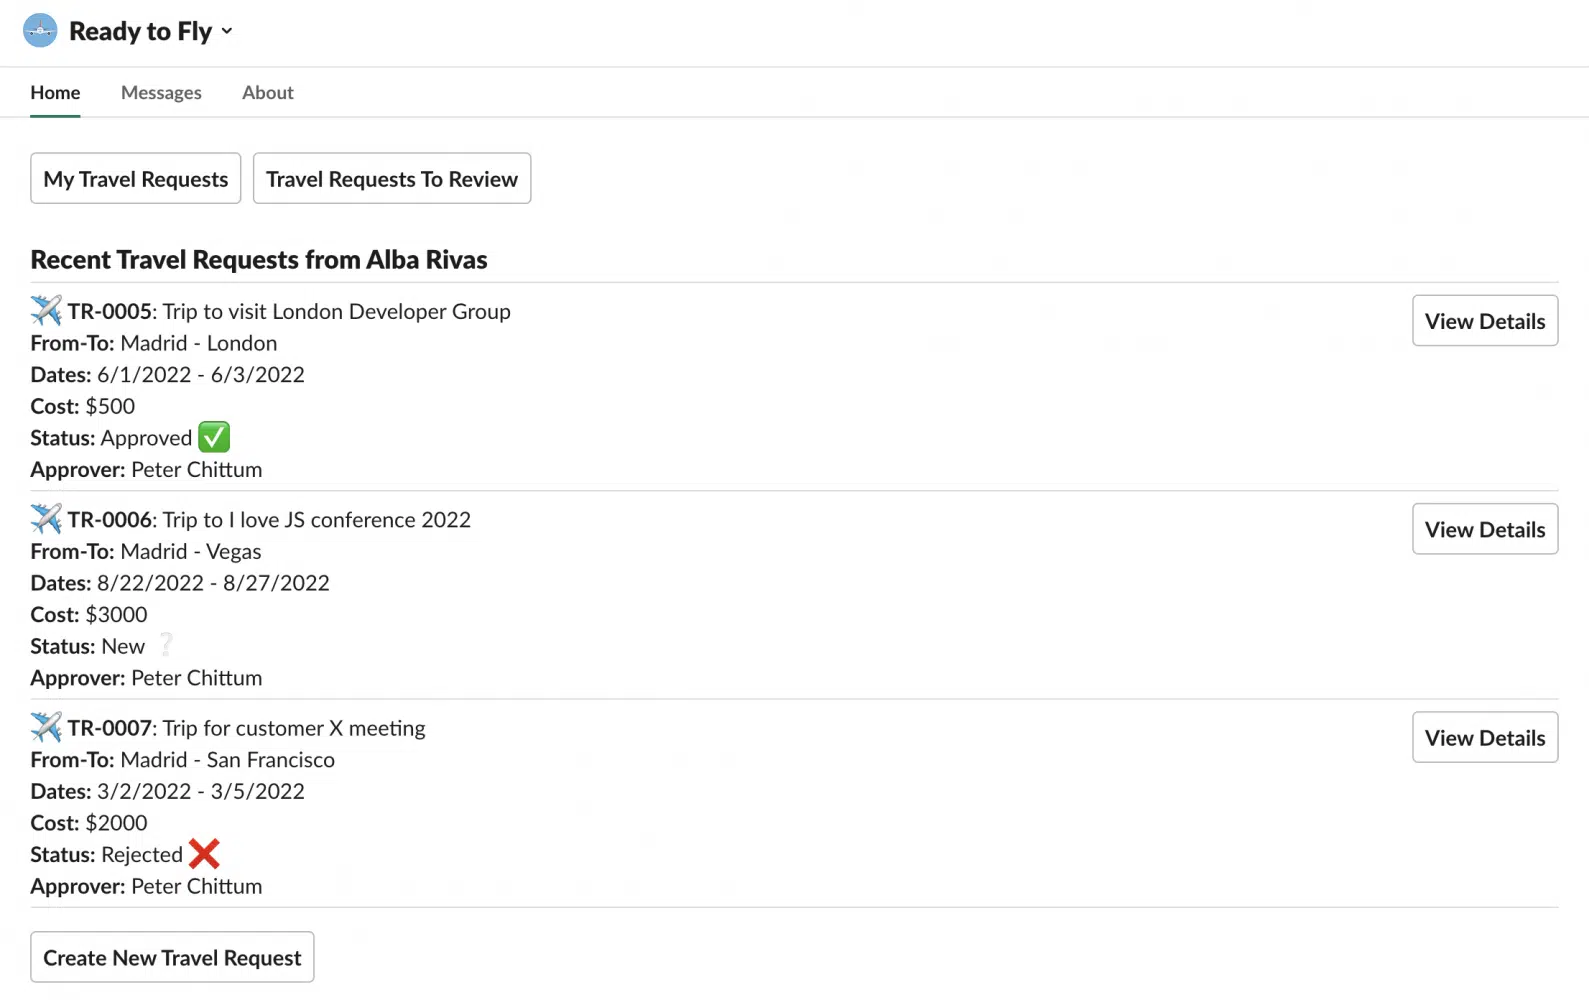 Ready to Fly
Home Messages About
My Travel Requests Travel Requests To Review
Recent Travel Requests from Alba Rivas
TR-0005: Trip to visit London Developer Group
View Details
From-To: Madrid - London
Dates: 6/1/2022 - 6/3/2022
Cost: $500
Status: Approved ✅
Approver: Peter Chittum
TR-0006: Trip to I love JS conference 2022
View Details
From-To: Madrid - Vegas
Dates: 8/22/2022 - 8/27/2022
Cost: $3000
Status: New ❔
Approver: Peter Chittum
TR-0007: Trip for customer X meeting
View Details
From-To: Madrid - San Francisco
Dates: 3/2/2022 - 3/5/2022
Cost: $2000
Status: Rejected ❌
Approver: Peter Chittum
Create New Travel Request